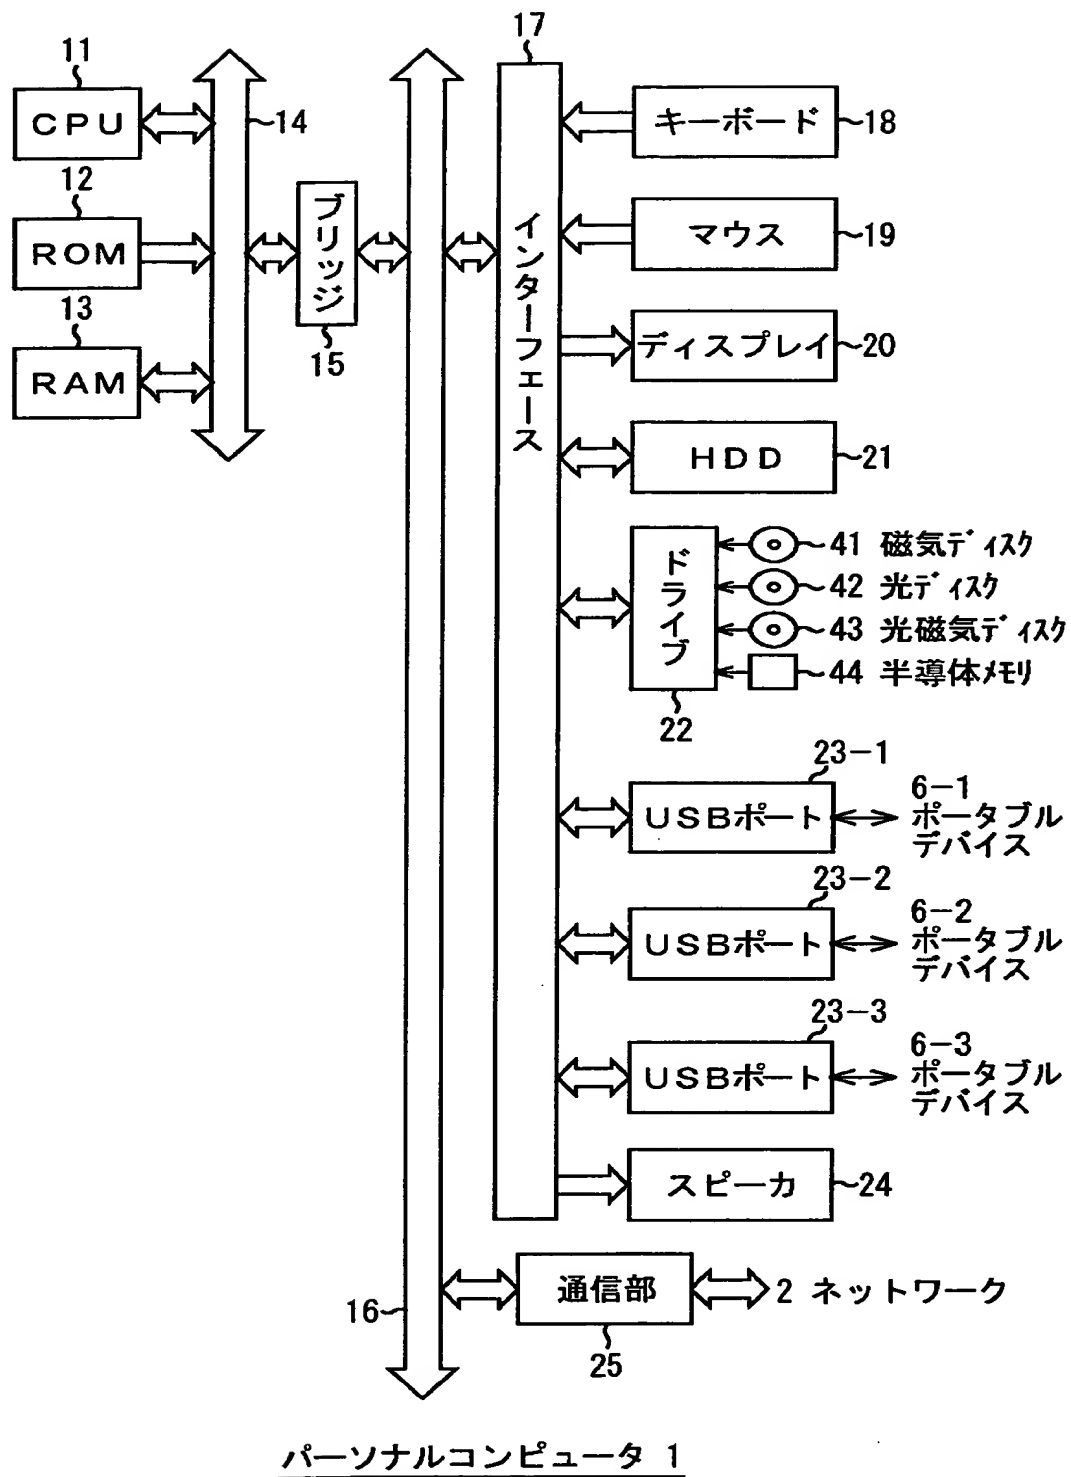 11
CPU
12
ROM
13
RAM
14
ブリッジ
15
16
17
インターフェース
キーボード
18
マウス
19
ディスプレイ
20
HDD
21
ドライブ
22
41 磁気ディスク
42 光ディスク
43 光磁気ディスク
44 半導体メモリ
23-1
USBポート
6-1
ポータブル
デバイス
23-2
USBポート
6-2
ポータブル
デバイス
23-3
USBポート
6-3
ポータブル
デバイス
スピーカ
24
通信部
25
2 ネットワーク
パーソナルコンピュータ 1